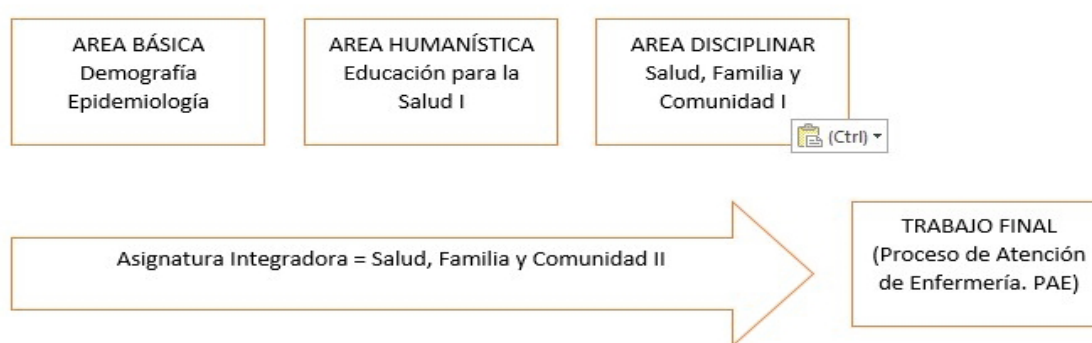 AREA BÁSICA
Demografía
Epidemiología
AREA HUMANÍSTICA
Educación para la
Salud I
AREA DISCIPLINAR
Salud, Familia y
Comunidad I
(Ctrl)
Asignatura Integradora = Salud, Familia y Comunidad II
TRABAJO FINAL
(Proceso de Atención
de Enfermería. PAE)